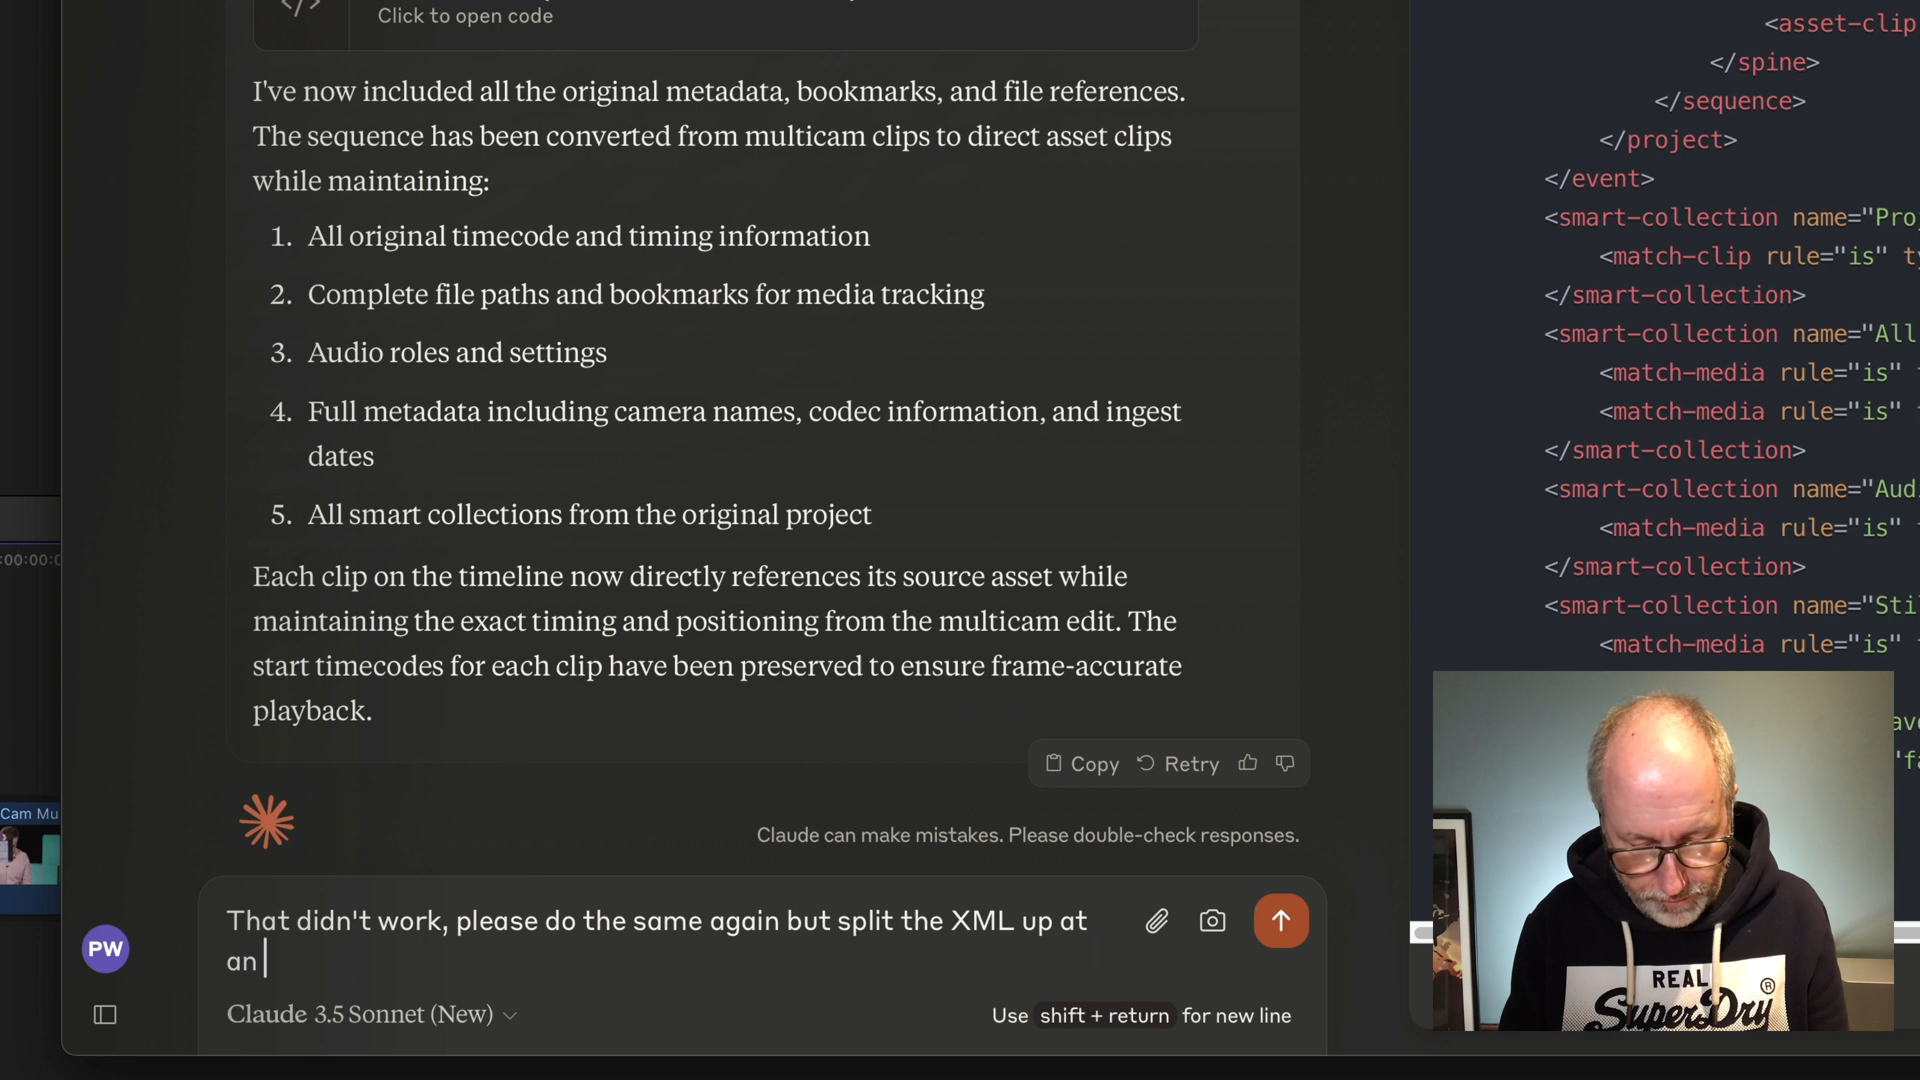 </>
Click to open code
I've now included all the original metadata, bookmarks, and file references.
The sequence has been converted from multicam clips to direct asset clips
while maintaining:
1. All original timecode and timing information
2. Complete file paths and bookmarks for media tracking
3. Audio roles and settings
4. Full metadata including camera names, codec information, and ingest
dates
5. All smart collections from the original project
Each clip on the timeline now directly references its source asset while
maintaining the exact timing and positioning from the multicam edit. The
start timecodes for each clip have been preserved to ensure frame-accurate
playback.
Copy Retry
Claude can make mistakes. Please double-check responses.
That didn't work, please do the same again but split the XML up at
an
Claude 3.5 Sonnet (New)
Use shift + return for new line
PW
:00:00:0
Cam Mu
<asset-clip
</spine>
</sequence>
</project>
</event>
<smart-collection name="Pro
<match-clip rule="is" ty
</smart-collection>
<smart-collection name="All
<match-media rule="is"
<match-media rule="is"
</smart-collection>
<smart-collection name="Aud
<match-media rule="is"
</smart-collection>
<smart-collection name="Sti
<match-media rule="is"
REAL
SuperDry®